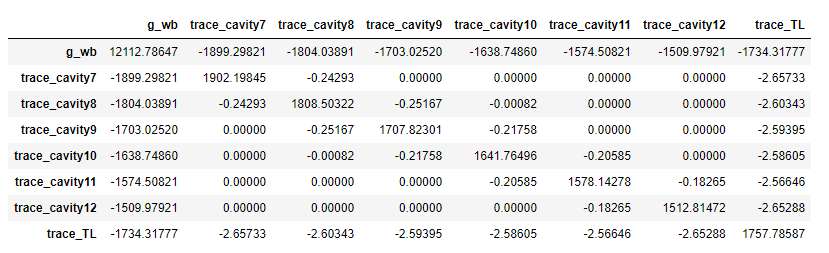 g_wb trace_cavity7 trace_cavity8 trace_cavity9 trace_cavity10 trace_cavity11 trace_cavity12 trace_TL
g_wb 12112.78647 -1899.29821 -1804.03891 -1703.02520 -1638.74860 -1574.50821 -1509.97921 -1734.31777
trace_cavity7 -1899.29821 1902.19845 -0.24293 0.00000 0.00000 0.00000 0.00000 -2.65733
trace_cavity8 -1804.03891 -0.24293 1808.50322 -0.25167 -0.00082 0.00000 0.00000 -2.60343
trace_cavity9 -1703.02520 0.00000 -0.25167 1707.82301 -0.21758 0.00000 0.00000 -2.59395
trace_cavity10 -1638.74860 0.00000 -0.00082 -0.21758 1641.76496 -0.20585 0.00000 -2.58605
trace_cavity11 -1574.50821 0.00000 0.00000 0.00000 -0.20585 1578.14278 -0.18265 -2.56646
trace_cavity12 -1509.97921 0.00000 0.00000 0.00000 0.00000 -0.18265 1512.81472 -2.65288
trace_TL -1734.31777 -2.65733 -2.60343 -2.59395 -2.58605 -2.56646 -2.65288 1757.78587